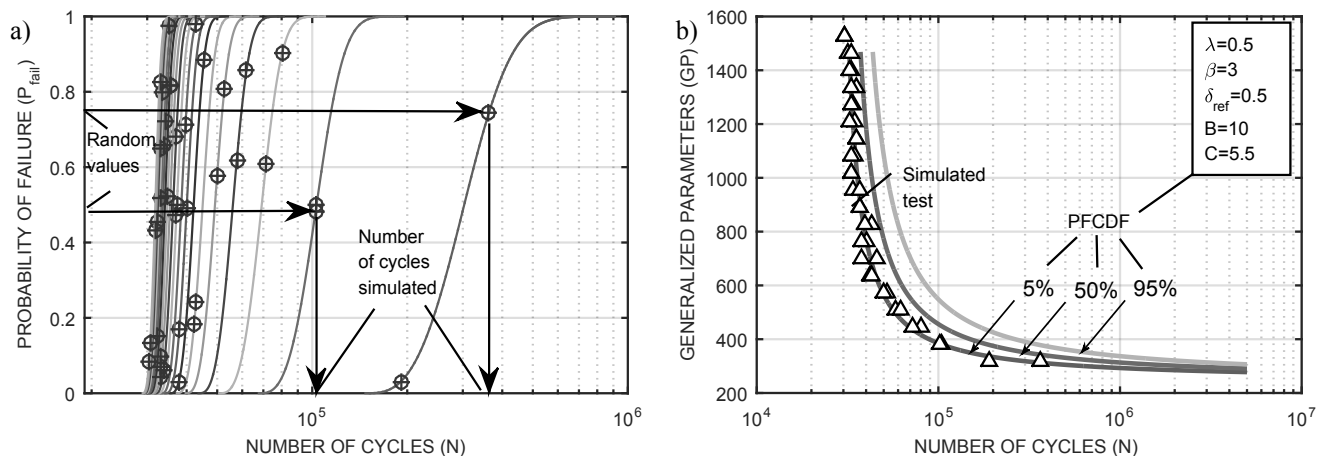 a)
PROBABILITY OF FAILURE (P_fail)
1
0.8
0.6
0.4
0.2
0
Random
values
Number
of cycles
simulated
10^5
10^6
NUMBER OF CYCLES (N)
b)
GENERALIZED PARAMETERS (GP)
1600
1400
1200
1000
800
600
400
200
λ=0.5
β=3
δ_ref=0.5
B=10
C=5.5
Simulated
test
PFCDF
5% 50% 95%
10^4
10^5
10^6
10^7
NUMBER OF CYCLES (N)